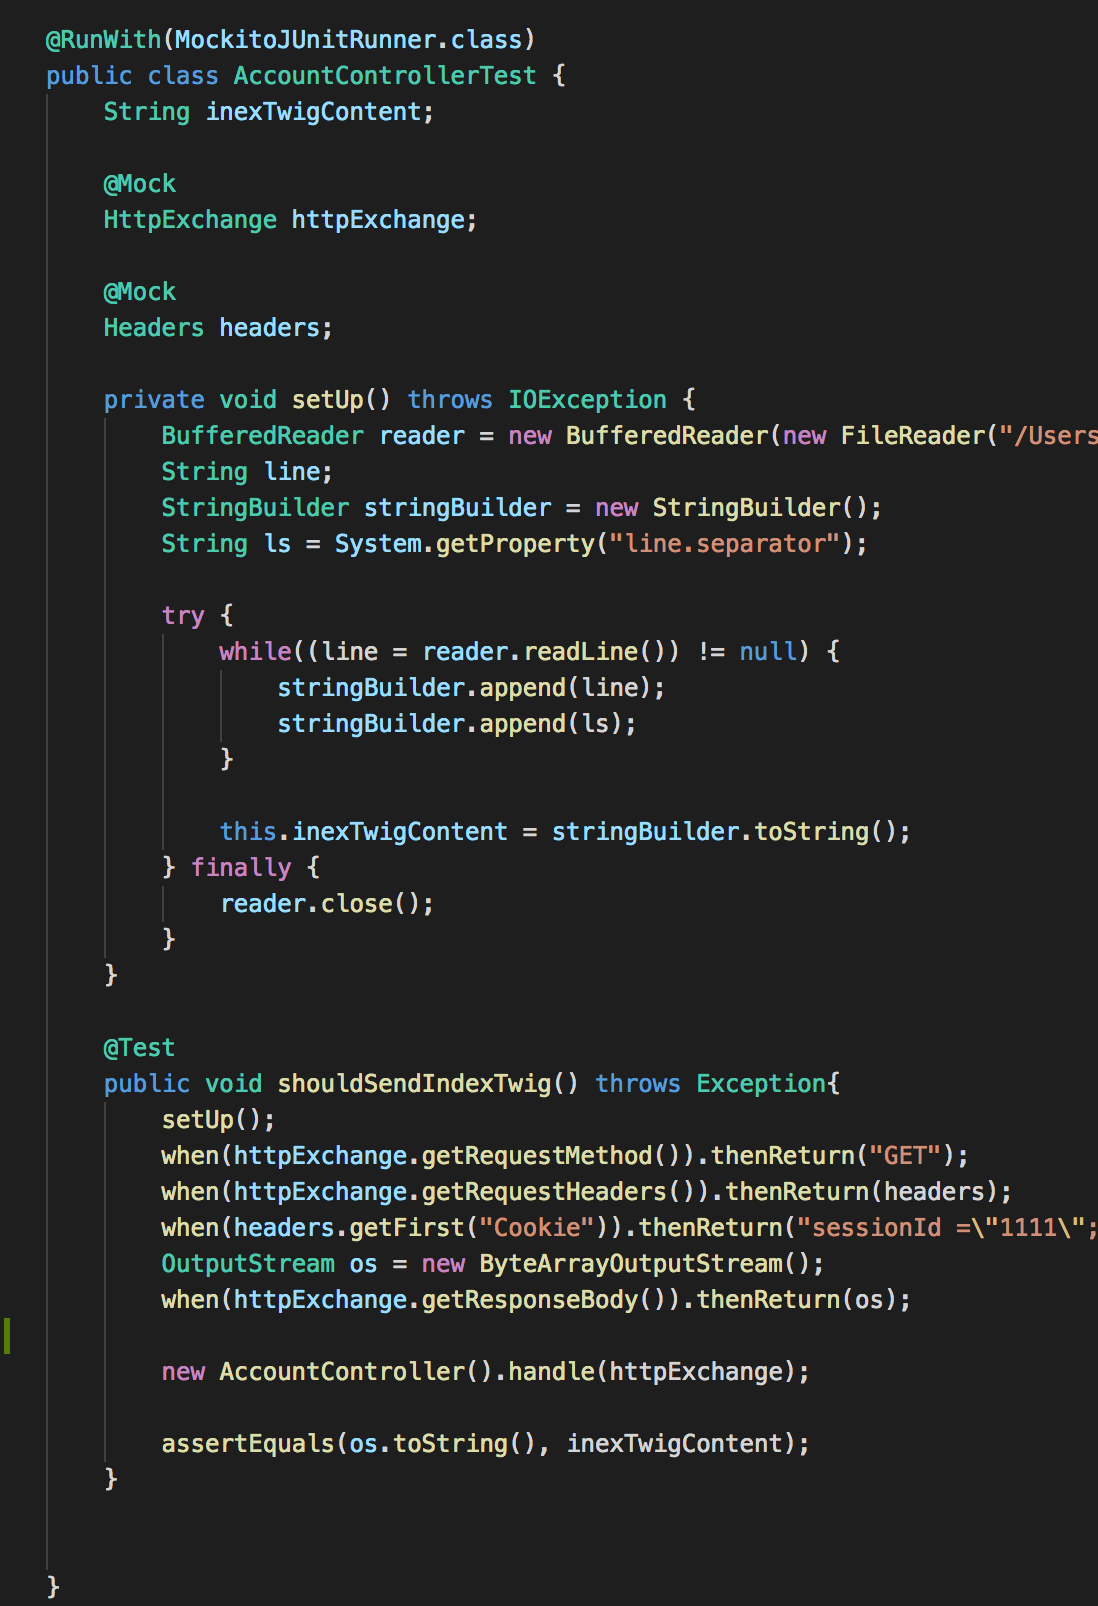 @RunWith(MockitoJUnitRunner.class)
public class AccountControllerTest {
String inexTwigContent;
@Mock
HttpExchange httpExchange;
@Mock
Headers headers;
private void setUp() throws IOException {
BufferedReader reader = new BufferedReader(new FileReader("/Users
String line;
StringBuilder stringBuilder = new StringBuilder();
String ls = System.getProperty("line.separator");
try {
while((line = reader.readLine()) != null) {
stringBuilder.append(line);
stringBuilder.append(ls);
}
this.inexTwigContent = stringBuilder.toString();
} finally {
reader.close();
}
}
@Test
public void shouldSendIndexTwig() throws Exception{
setUp();
when(httpExchange.getRequestMethod()).thenReturn("GET");
when(httpExchange.getRequestHeaders()).thenReturn(headers);
when(headers.getFirst("Cookie")).thenReturn("sessionId =\"1111\";
OutputStream os = new ByteArrayOutputStream();
when(httpExchange.getResponseBody()).thenReturn(os);
new AccountController().handle(httpExchange);
assertEquals(os.toString(), inexTwigContent);
}
}